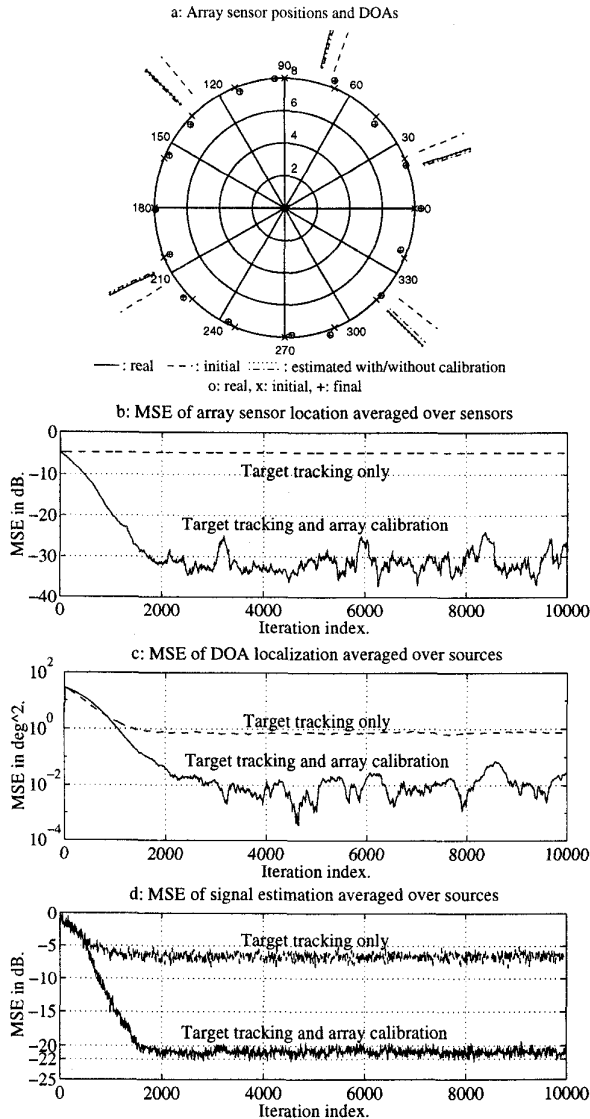 a: Array sensor positions and DOAs
90 8
120
60
6
150
4
30
2
180
0
210
330
240
300
270
: real : initial : estimated with/without calibration
o: real, x: initial, +: final
b: MSE of array sensor location averaged over sensors
MSE in dB.
0
−10
−20
−30
−40
Target tracking only
Target tracking and array calibration
0 2000 4000 6000 8000 10000
Iteration index.
c: MSE of DOA localization averaged over sources
MSE in deg^2.
10^2
10^0
10^−2
10^−4
Target tracking only
Target tracking and array calibration
0 2000 4000 6000 8000 10000
Iteration index.
d: MSE of signal estimation averaged over sources
MSE in dB.
0
−5
−10
−15
−20
−22
−25
Target tracking only
Target tracking and array calibration
0 2000 4000 6000 8000 10000
Iteration index.